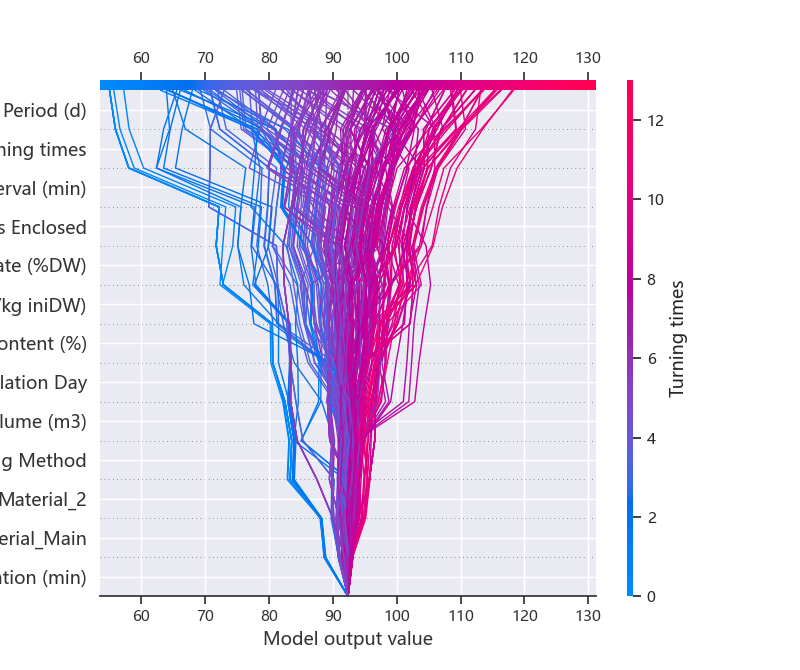 60 70 80 90 100 110 120 130
Period (d)
ning times
erval (min)
s Enclosed
ate (%DW)
/kg iniDW)
ontent (%)
lation Day
lume (m3)
g Method
Material_2
erial_Main
ation (min)
60 70 80 90 100 110 120 130
Model output value
12
10
8
6
4
2
0
Turning times